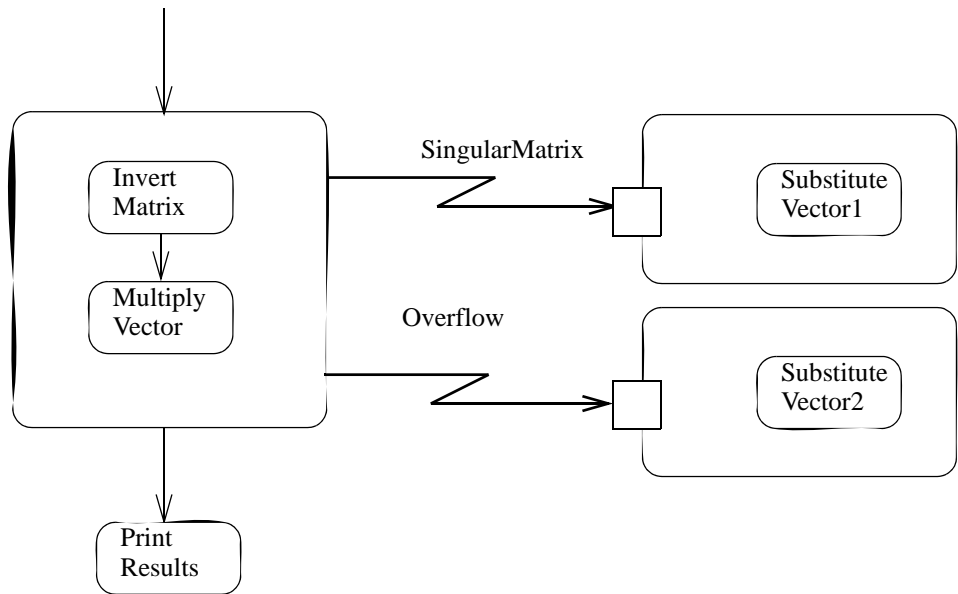 SingularMatrix
Invert
Matrix
Substitute
Vector1
Multiply
Vector
Overflow
Substitute
Vector2
Print
Results